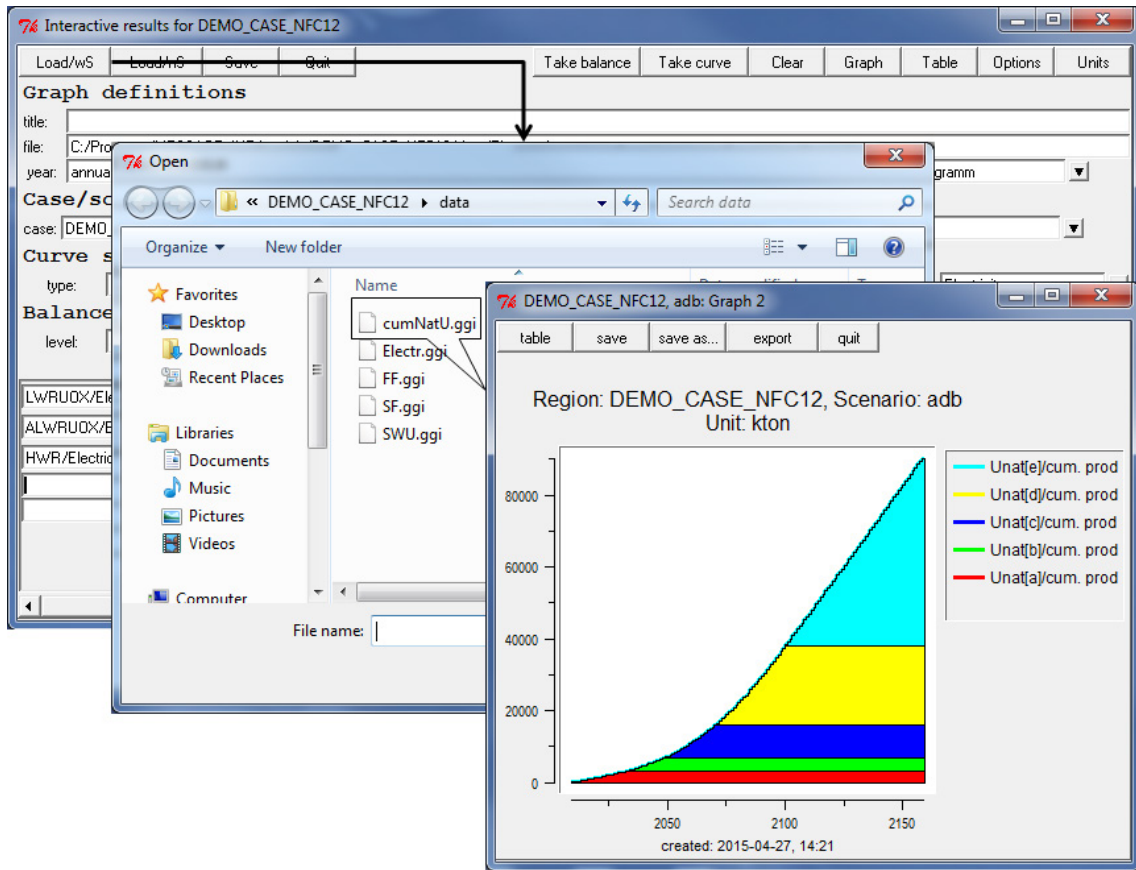 Interactive results for DEMO_CASE_NFC12
Load/wS Load/nS Save Quit Take balance Take curve Clear Graph Table Options Units
Graph definitions
title:
file: C:/Pro
year: annua gramm
Case/sc
case: DEMO_
Curve s
type:
Balance
level:
LWRUOX/Ele
ALWRUOX/E
HWR/Electric
Open
« DEMO_CASE_NFC12 data Search data
Organize New folder
Favorites
Desktop
Downloads
Recent Places
Libraries
Documents
Music
Pictures
Videos
Computer
Name
cumNatU.ggi
Electr.ggi
FF.ggi
SF.ggi
SWU.ggi
File name:
DEMO_CASE_NFC12, adb: Graph 2
table save save as... export quit
Region: DEMO_CASE_NFC12, Scenario: adb
Unit: kton
80000
60000
40000
20000
0
2050 2100 2150
created: 2015-04-27, 14:21
Unat[e]/cum. prod
Unat[d]/cum. prod
Unat[c]/cum. prod
Unat[b]/cum. prod
Unat[a]/cum. prod